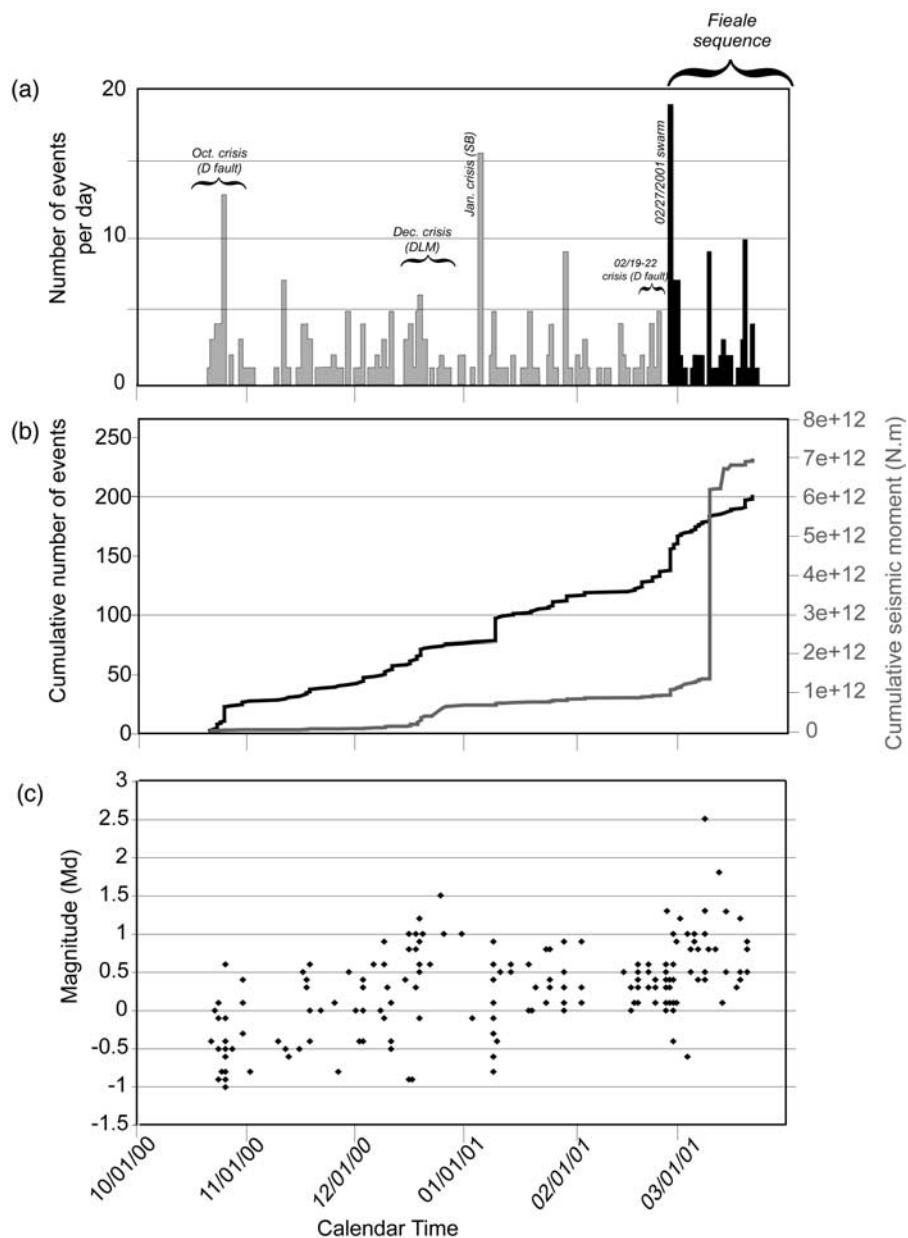 Fieale
sequence
(a)
Number of events
per day
20
10
0
Oct. crisis
(D fault)
Dec. crisis
(DLM)
Jan. crisis (SB)
02/19-22
crisis (D fault)
02/27/2001 swarm
(b)
Cumulative number of events
250
200
150
100
50
0
8e+12
7e+12
6e+12
5e+12
4e+12
3e+12
2e+12
1e+12
0
Cumulative seismic moment (N.m)
(c)
Magnitude (Md)
3
2.5
2
1.5
1
0.5
0
-0.5
-1
-1.5
10/01/00
11/01/00
12/01/00
01/01/01
02/01/01
03/01/01
Calendar Time